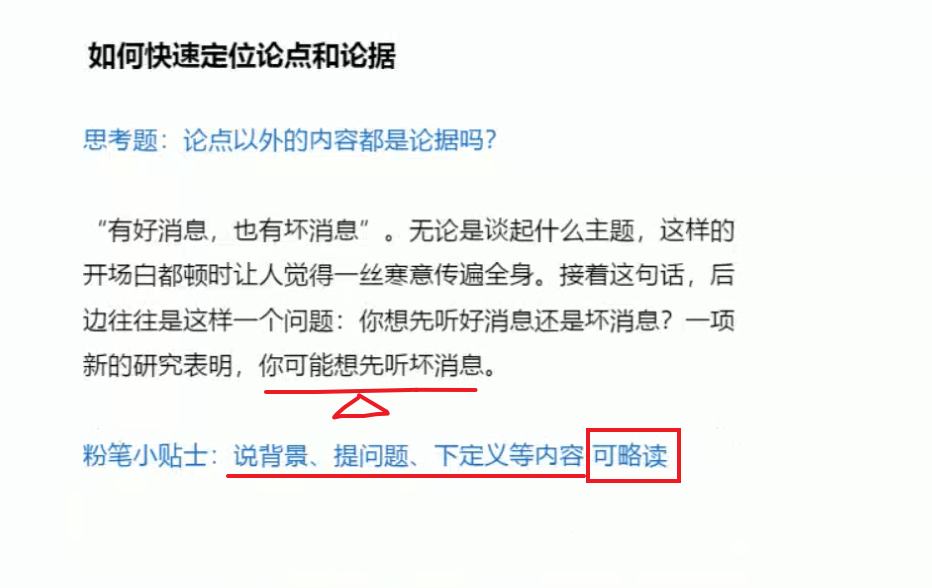 如何快速定位论点和论据
思考题：论点以外的内容都是论据吗？
“有好消息，也有坏消息”。无论是谈起什么主题，这样的
开场白都顿时让人觉得一丝寒意传遍全身。接着这句话，后
边往往是这样一个问题：你想先听好消息还是坏消息？一项
新的研究表明，你可能想先听坏消息。
粉笔小贴士：说背景、提问题、下定义等内容 可略读